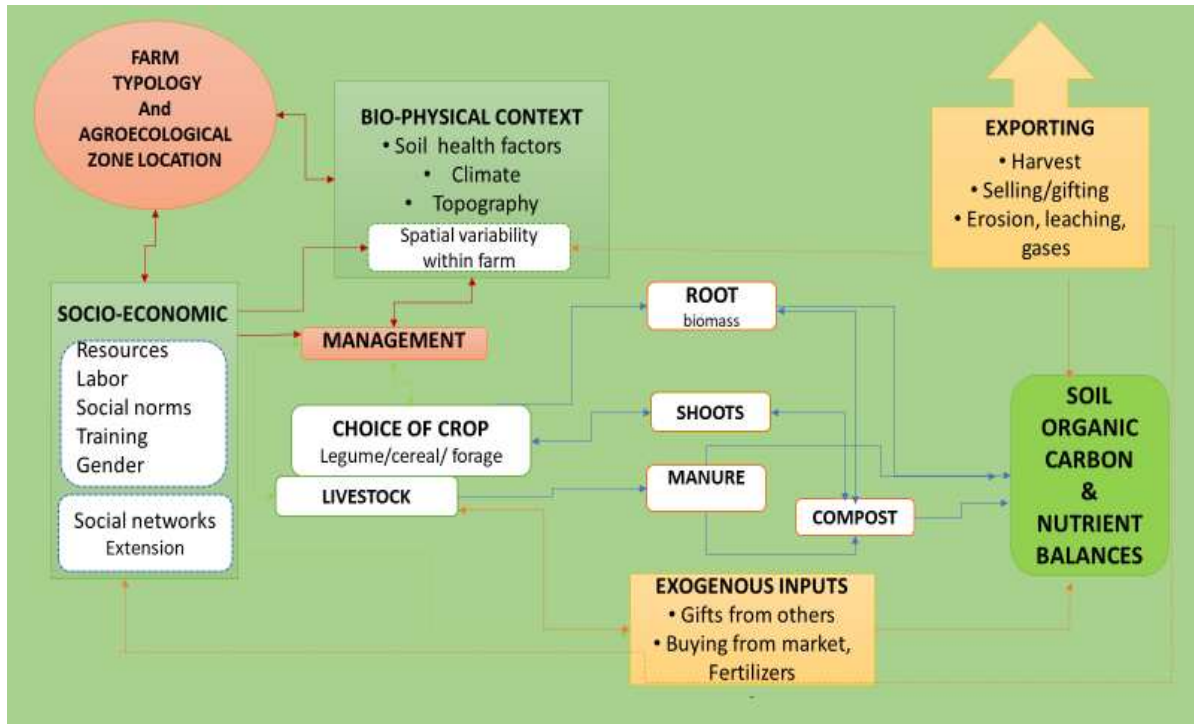 FARM
TYPOLOGY
And
AGROECOLOGICAL
ZONE LOCATION
BIO-PHYSICAL CONTEXT
• Soil health factors
• Climate
• Topography
Spatial variability
within farm
EXPORTING
• Harvest
• Selling/gifting
• Erosion, leaching,
gases
SOCIO-ECONOMIC
Resources
Labor
Social norms
Training
Gender
Social networks
Extension
MANAGEMENT
CHOICE OF CROP
Legume/cereal/ forage
LIVESTOCK
ROOT
biomass
SHOOTS
MANURE
COMPOST
SOIL
ORGANIC
CARBON
&
NUTRIENT
BALANCES
EXOGENOUS INPUTS
• Gifts from others
• Buying from market,
Fertilizers